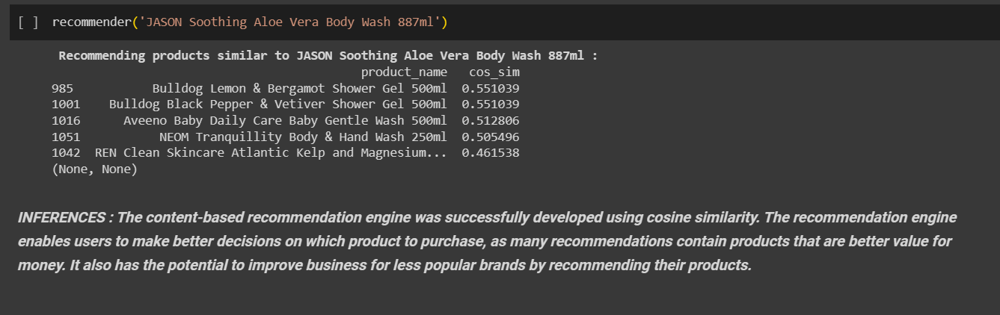 [ ] recommender('JASON Soothing Aloe Vera Body Wash 887ml')
Recommending products similar to JASON Soothing Aloe Vera Body Wash 887ml :
product_name cos_sim
985 Bulldog Lemon & Bergamot Shower Gel 500ml 0.551039
1001 Bulldog Black Pepper & Vetiver Shower Gel 500ml 0.551039
1016 Aveeno Baby Daily Care Baby Gentle Wash 500ml 0.512806
1051 NEOM Tranquillity Body & Hand Wash 250ml 0.505496
1042 REN Clean Skincare Atlantic Kelp and Magnesium... 0.461538
(None, None)
INFERENCES : The content-based recommendation engine was successfully developed using cosine similarity. The recommendation engine
enables users to make better decisions on which product to purchase, as many recommendations contain products that are better value for
money. It also has the potential to improve business for less popular brands by recommending their products.